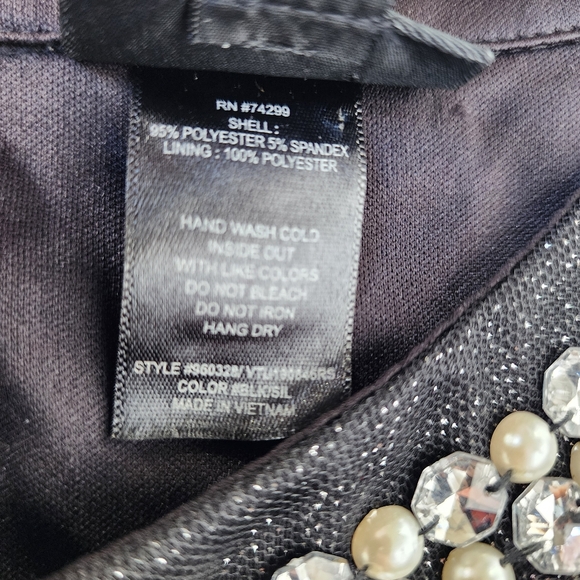 RN #74299
SHELL :
95% POLYESTER 5% SPANDEX
LINING : 100% POLYESTER
HAND WASH COLD
INSIDE OUT
WITH LIKE COLORS
DO NOT BLEACH
DO NOT IRON
HANG DRY
STYLE
COLOR #BLK/SIL
MADE IN VIETNAM